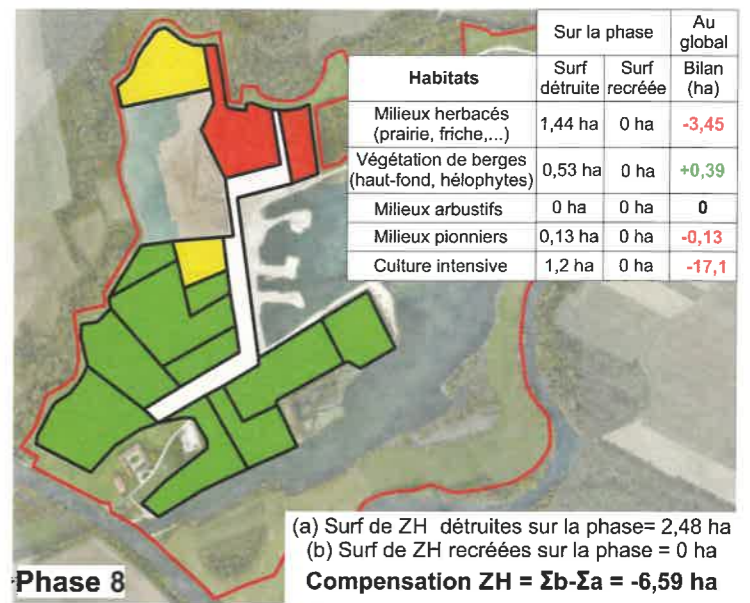 Sur la phase Au global
Habitats Surf détruite Surf recréée Bilan (ha)
Milieux herbacés (prairie, friche,...) 1,44 ha 0 ha -3,45
Végétation de berges (haut-fond, hélophytes) 0,53 ha 0 ha +0,39
Milieux arbustifs 0 ha 0 ha 0
Milieux pionniers 0,13 ha 0 ha -0,13
Culture intensive 1,2 ha 0 ha -17,1
(a) Surf de ZH détruites sur la phase= 2,48 ha
(b) Surf de ZH recréées sur la phase = 0 ha
Compensation ZH = Σb-Σa = -6,59 ha
Phase 8